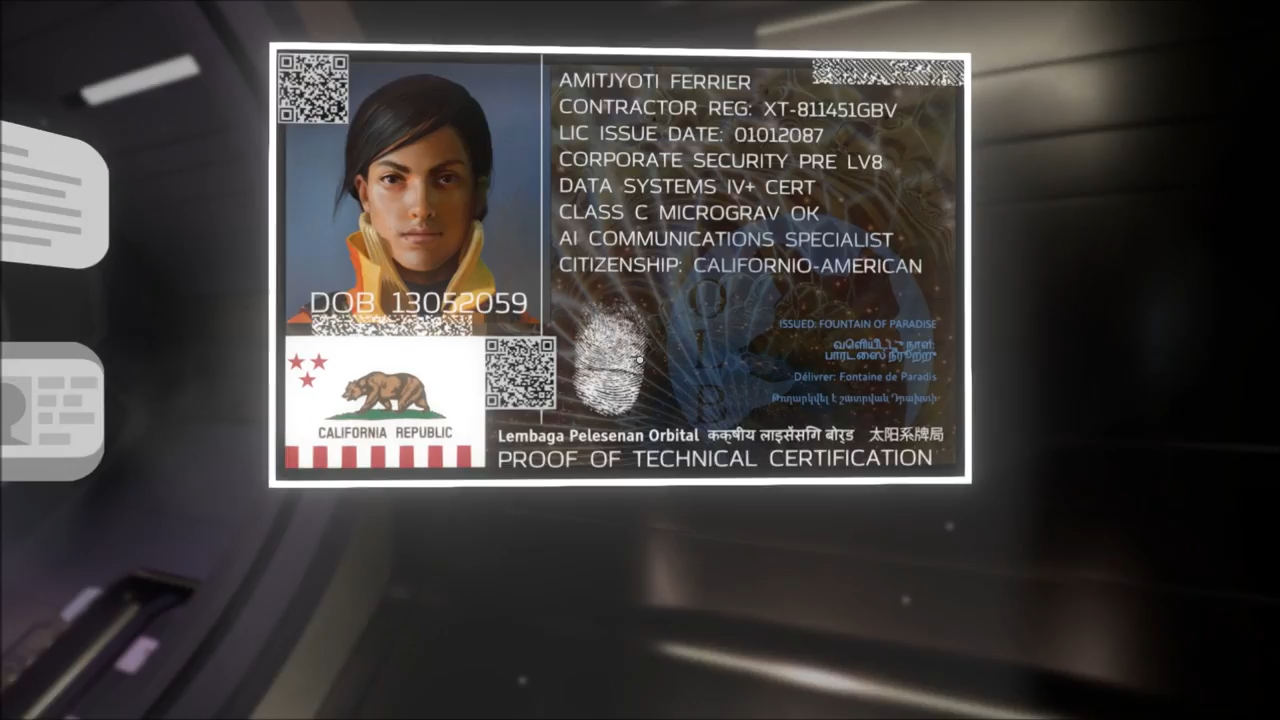 AMITJYOTI FERRIER
CONTRACTOR REG: XT-811451GBV
LIC ISSUE DATE: 01012087
CORPORATE SECURITY PRE LV8
DATA SYSTEMS IV+ CERT
CLASS C MICROGRAV OK
AI COMMUNICATIONS SPECIALIST
CITIZENSHIP: CALIFORNIO-AMERICAN
DOB 13052059
ISSUED: FOUNTAIN OF PARADISE
Délivrer: Fontaine de Paradis
CALIFORNIA REPUBLIC
Lembaga Pelesenan Orbital कक्षीय लाइसेंसगि बोर्ड 太阳系牌局
PROOF OF TECHNICAL CERTIFICATION